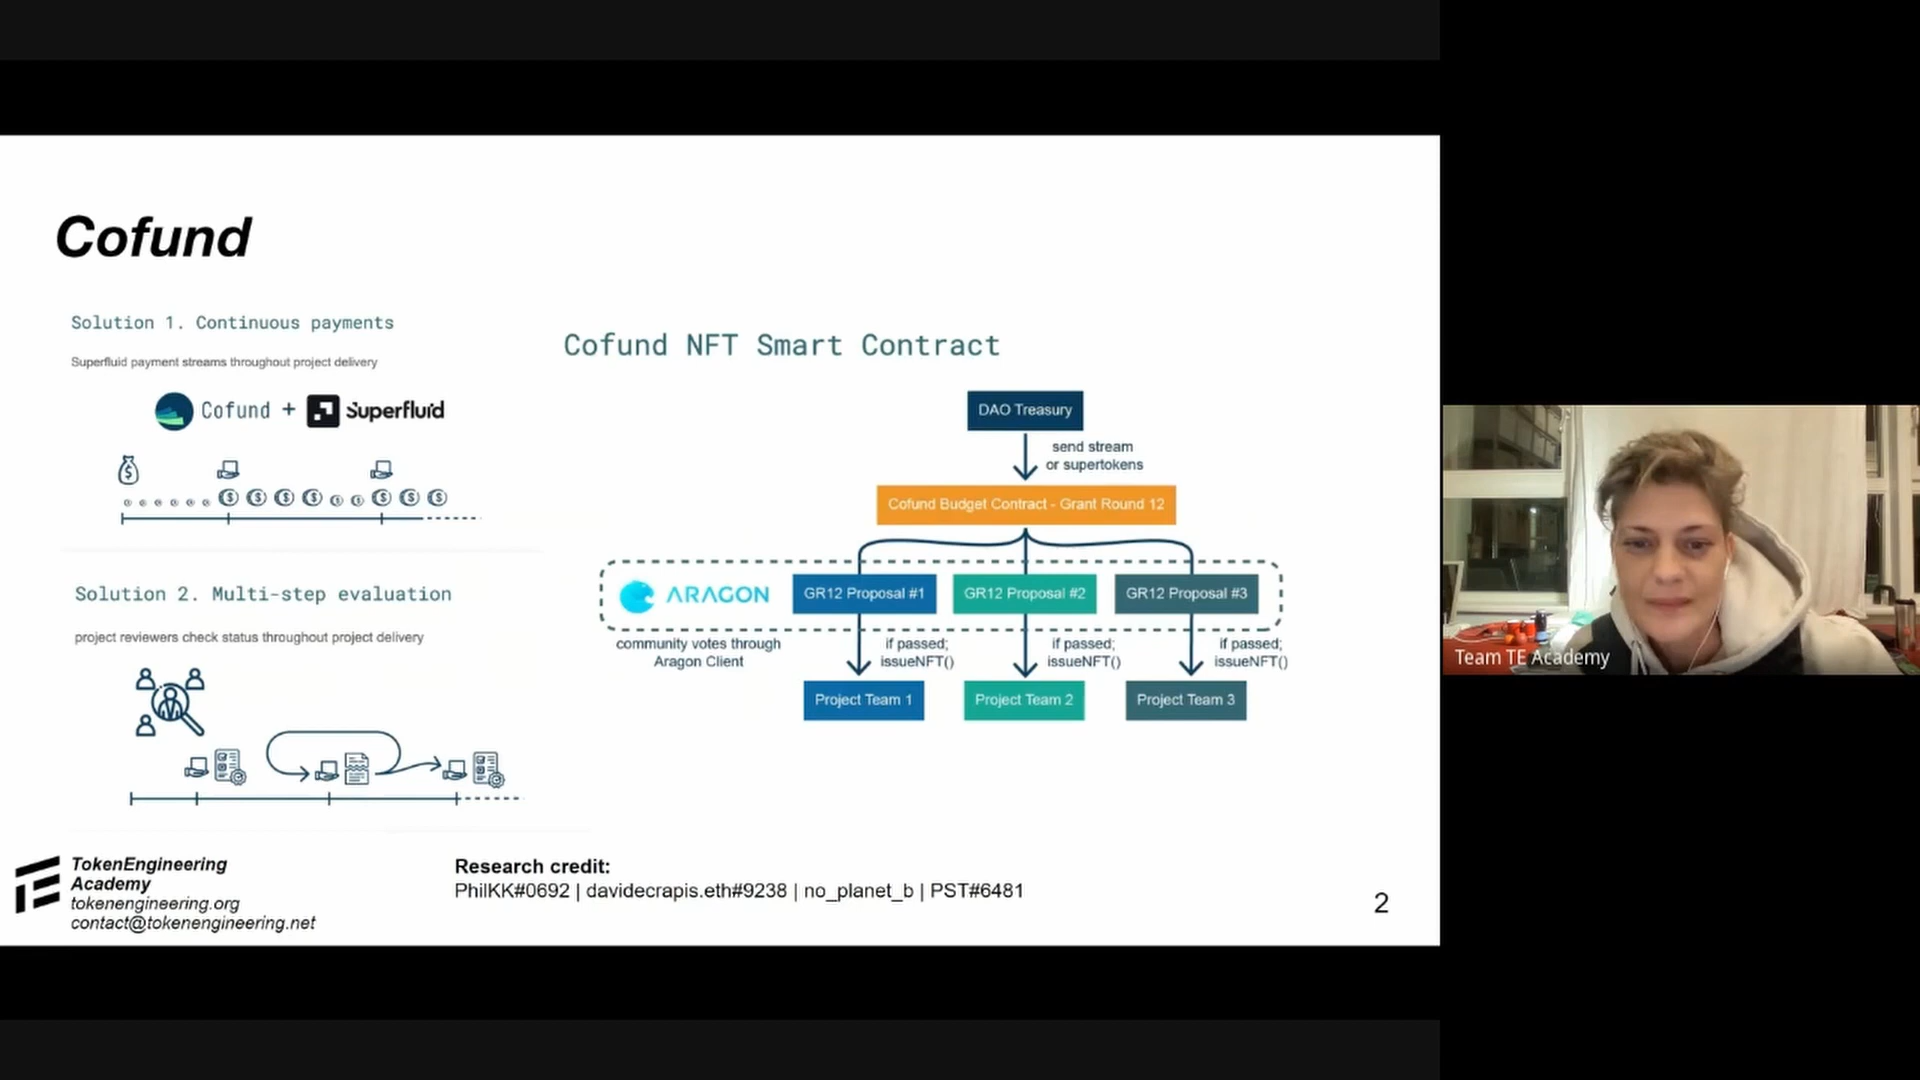 Cofund
Solution 1. Continuous payments
Superfluid payment streams throughout project delivery
Cofund + Superfluid
Solution 2. Multi-step evaluation
project reviewers check status throughout project delivery
Cofund NFT Smart Contract
DAO Treasury
send stream
or supertokens
Cofund Budget Contract - Grant Round 12
ARAGON
GR12 Proposal #1
GR12 Proposal #2
GR12 Proposal #3
community votes through
Aragon Client
if passed;
issueNFT()
if passed;
issueNFT()
if passed;
issueNFT()
Project Team 1
Project Team 2
Project Team 3
TokenEngineering
Academy
tokenengineering.org
contact@tokenengineering.net
Research credit:
PhilKK#0692 | davidecrapis.eth#9238 | no_planet_b | PST#6481
2
Team TE Academy